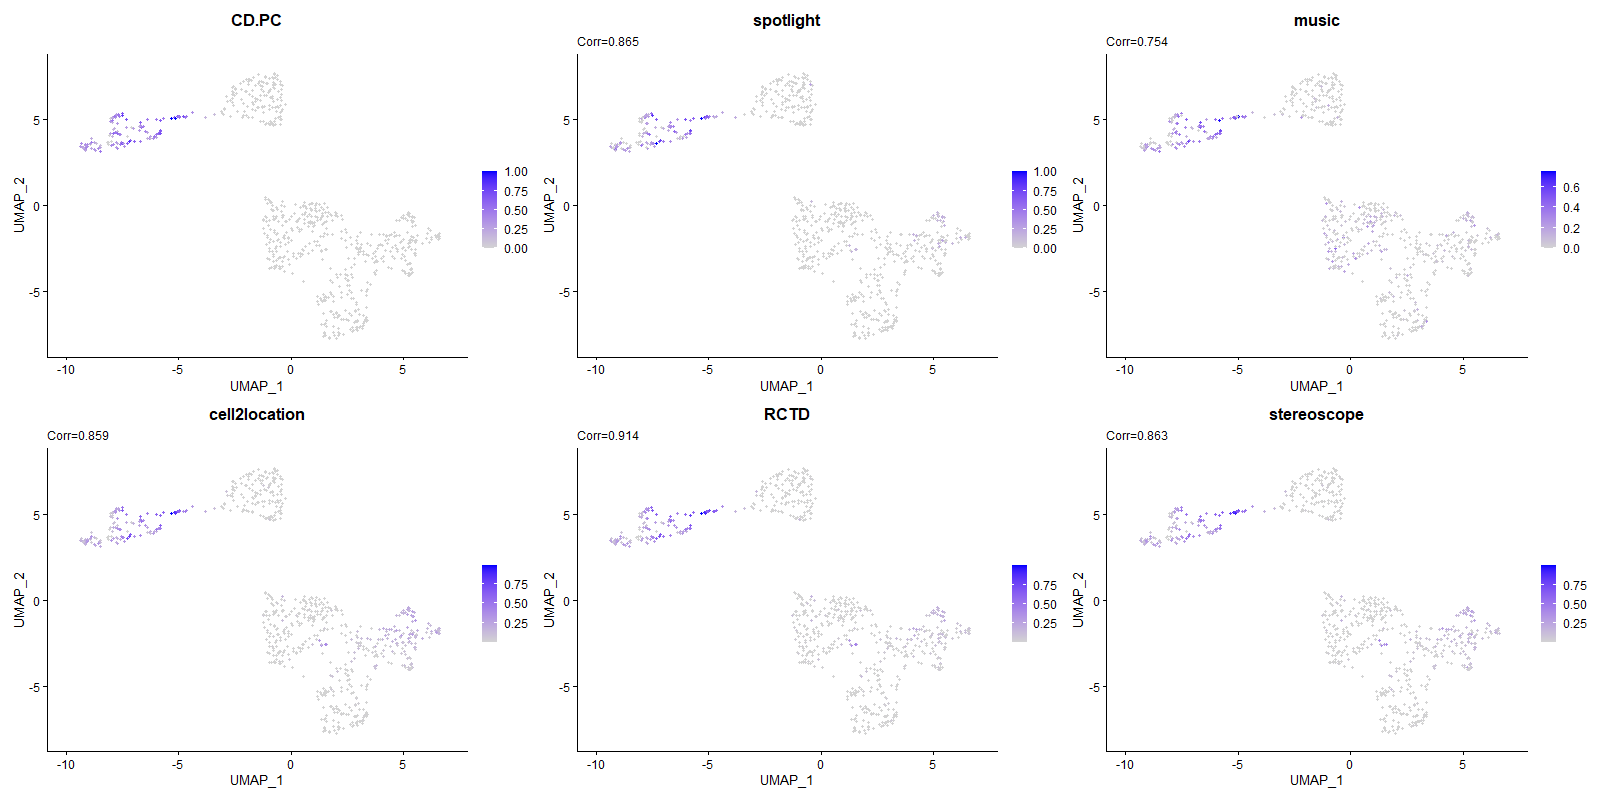 CD.PC
UMAP_2
5
0
-5
1.00
0.75
0.50
0.25
0.00
-10
-5
0
5
UMAP_1
spotlight
Corr=0.865
UMAP_2
5
0
-5
1.00
0.75
0.50
0.25
0.00
-10
-5
0
5
UMAP_1
music
Corr=0.754
UMAP_2
5
0
-5
0.6
0.4
0.2
0.0
-10
-5
0
5
UMAP_1
cell2location
Corr=0.859
UMAP_2
5
0
-5
0.75
0.50
0.25
-10
-5
0
5
UMAP_1
RCTD
Corr=0.914
UMAP_2
5
0
-5
0.75
0.50
0.25
-10
-5
0
5
UMAP_1
stereoscope
Corr=0.863
UMAP_2
5
0
-5
0.75
0.50
0.25
-10
-5
0
5
UMAP_1